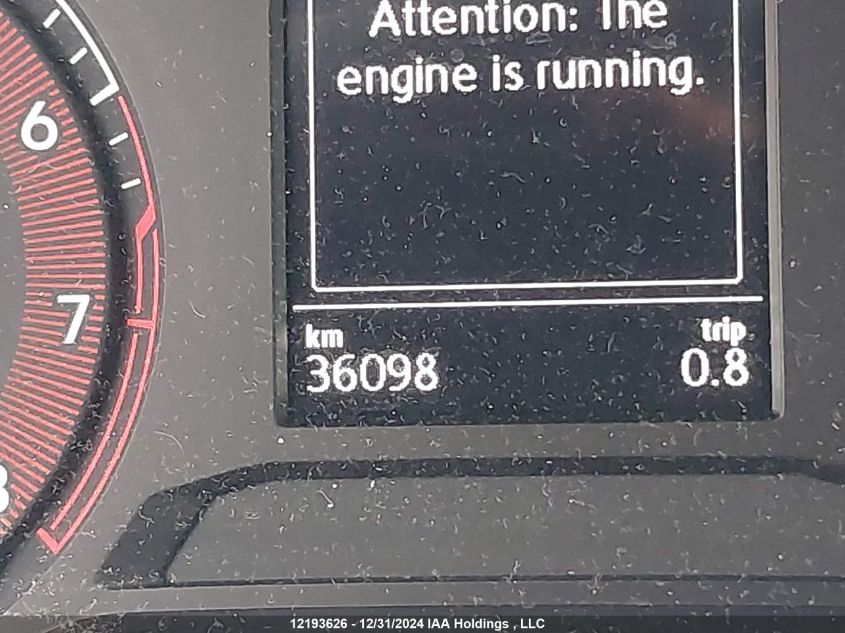 Attention: The
engine is running.
6
7
km
trip
36098
0.8
12193626 - 12/31/2024 IAA Holdings , LLC